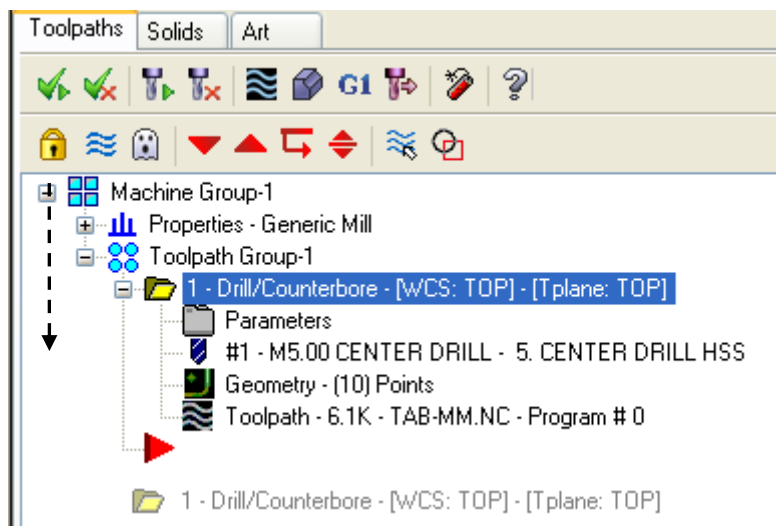 Toolpaths Solids Art
G1
Machine Group-1
Properties - Generic Mill
Toolpath Group-1
1 - Drill/Counterbore - [WCS: TOP] - [Tplane: TOP]
Parameters
#1 - M5.00 CENTER DRILL - 5. CENTER DRILL HSS
Geometry - (10) Points
Toolpath - 6.1K - TAB-MM.NC - Program # 0
1 - Drill/Counterbore - [WCS: TOP] - [Tplane: TOP]